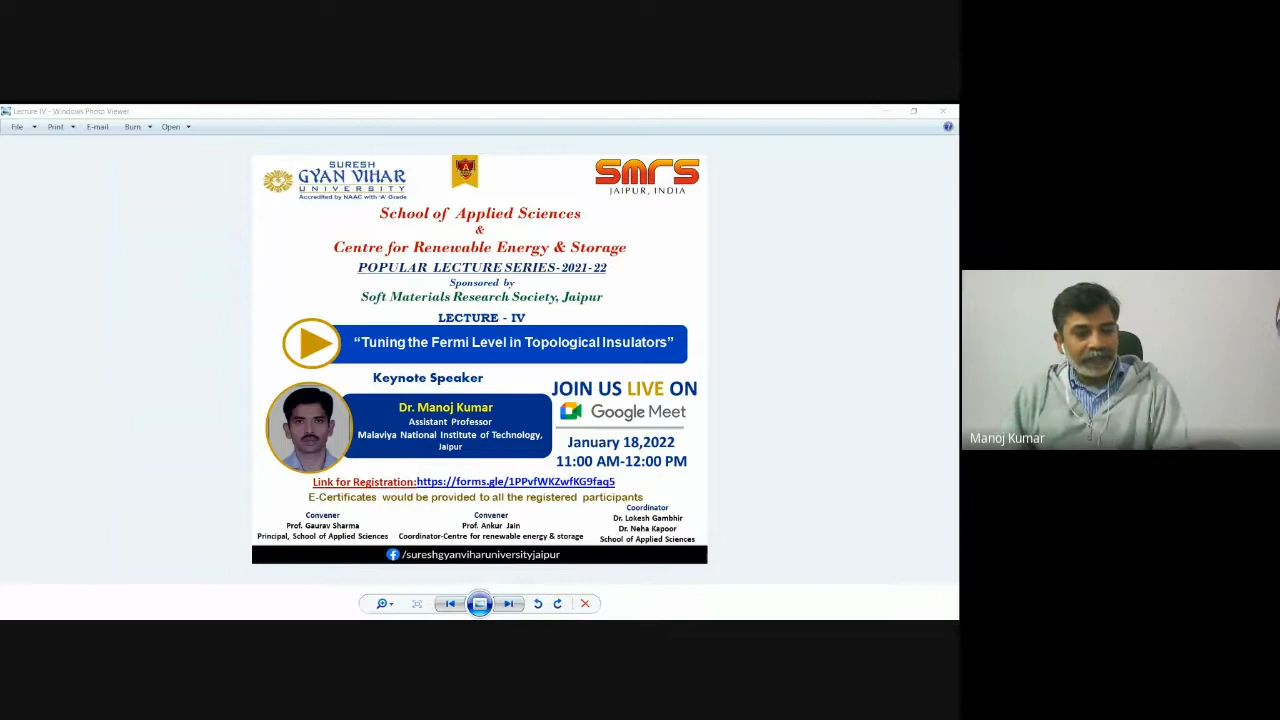 Lecture IV - Windows Photo Viewer
File Print E-mail Burn Open
SURESH
GYAN VIHAR
UNIVERSITY
Accredited by NAAC with 'A' Grade
SMRS
JAIPUR, INDIA
School of Applied Sciences
&
Centre for Renewable Energy & Storage
POPULAR LECTURE SERIES-2021-22
Sponsored by
Soft Materials Research Society, Jaipur
LECTURE - IV
“Tuning the Fermi Level in Topological Insulators”
Keynote Speaker
Dr. Manoj Kumar
Assistant Professor
Malaviya National Institute of Technology,
Jaipur
JOIN US LIVE ON
Google Meet
January 18,2022
11:00 AM-12:00 PM
Link for Registration:https://forms.gle/1PPvfWKZwfKG9faq5
E-Certificates would be provided to all the registered participants
Convener
Prof. Gaurav Sharma
Principal, School of Applied Sciences
Convener
Prof. Ankur Jain
Coordinator-Centre for renewable energy & storage
Coordinator
Dr. Lokesh Gambhir
Dr. Neha Kapoor
School of Applied Sciences
/sureshgyanviharuniversityjaipur
Manoj Kumar